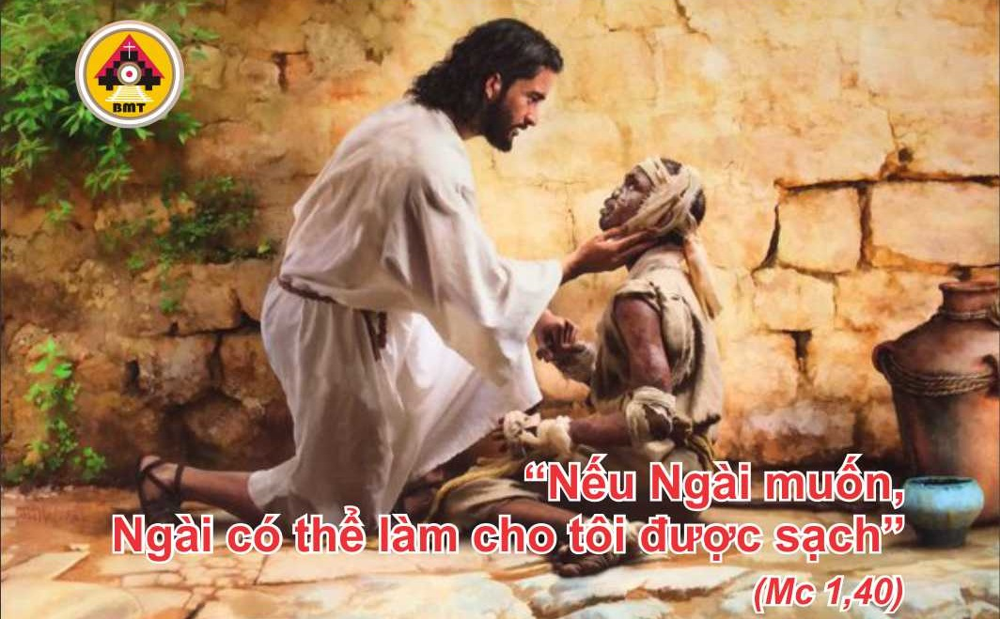 BMT
“Nếu Ngài muốn,
Ngài có thể làm cho tôi được sạch”
(Mc 1,40)